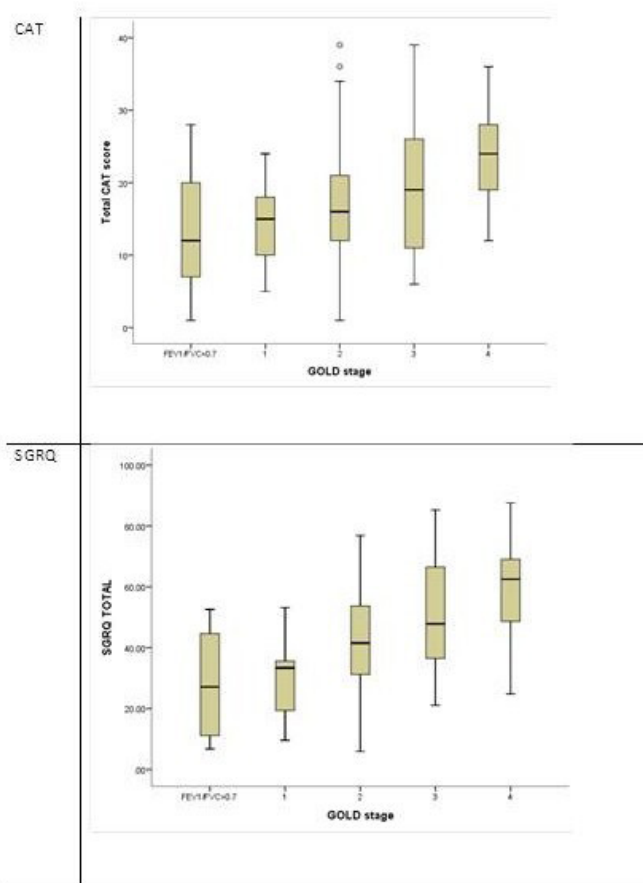 CAT
Total CAT score
40
30
20
10
0
FEV1/FVC>0.7 1 2 3 4
GOLD stage
SGRQ
SGRQ TOTAL
100.00
80.00
60.00
40.00
20.00
.00
FEV1/FVC>0.7 1 2 3 4
GOLD stage